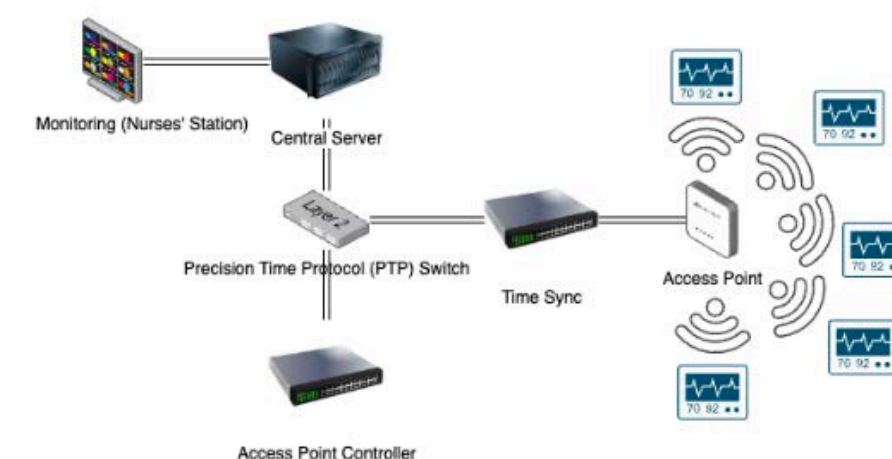 70 92
Monitoring (Nurses' Station)
Central Server
70 92
Layer 2
Precision Time Protocol (PTP) Switch
Time Sync
Access Point
70 92
70 92
70 92
Access Point Controller